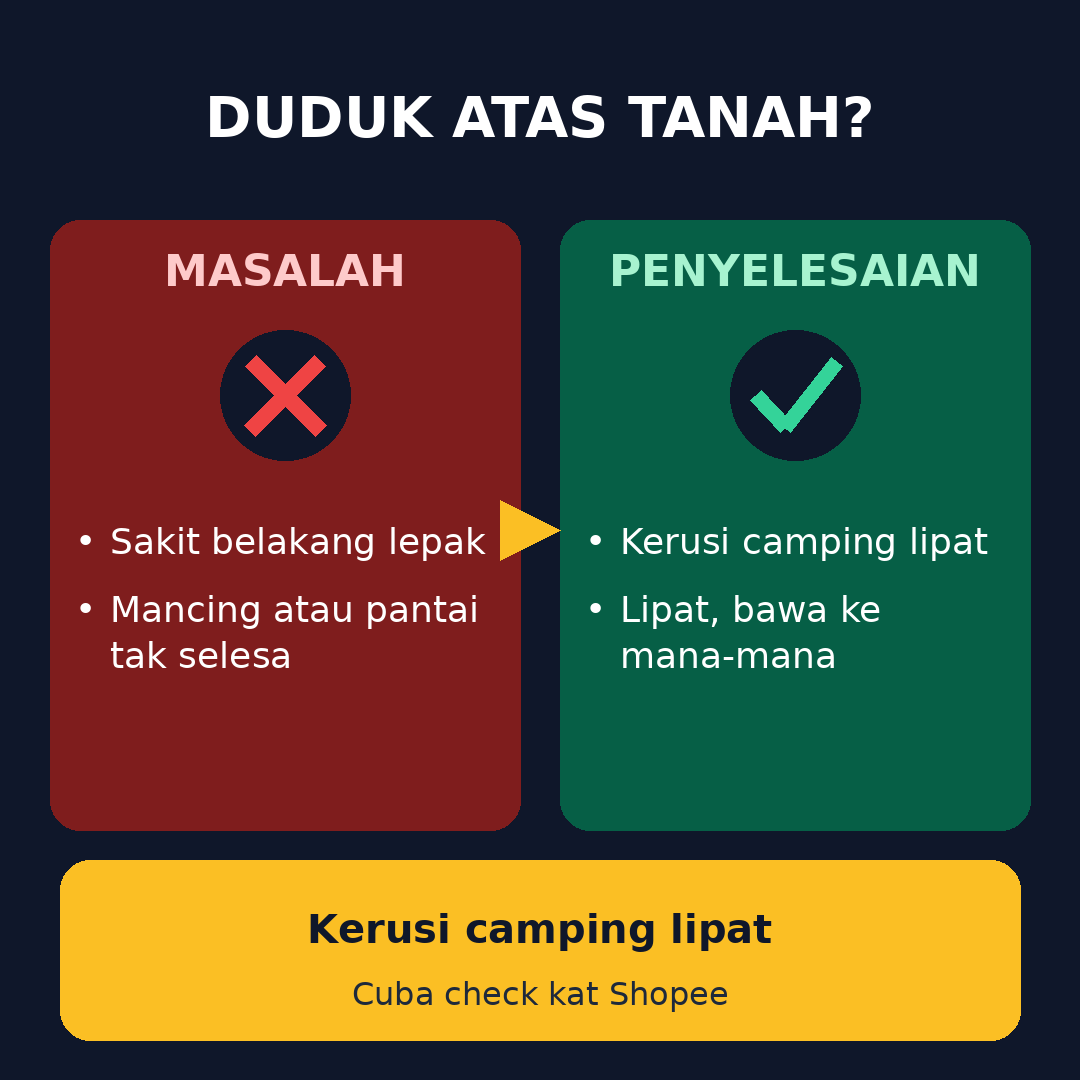 DUDUK ATAS TANAH?
MASALAH
• Sakit belakang lepak
• Mancing atau pantai
tak selesa
PENYELESAIAN
• Kerusi camping lipat
• Lipat, bawa ke
mana-mana
Kerusi camping lipat
Cuba check kat Shopee